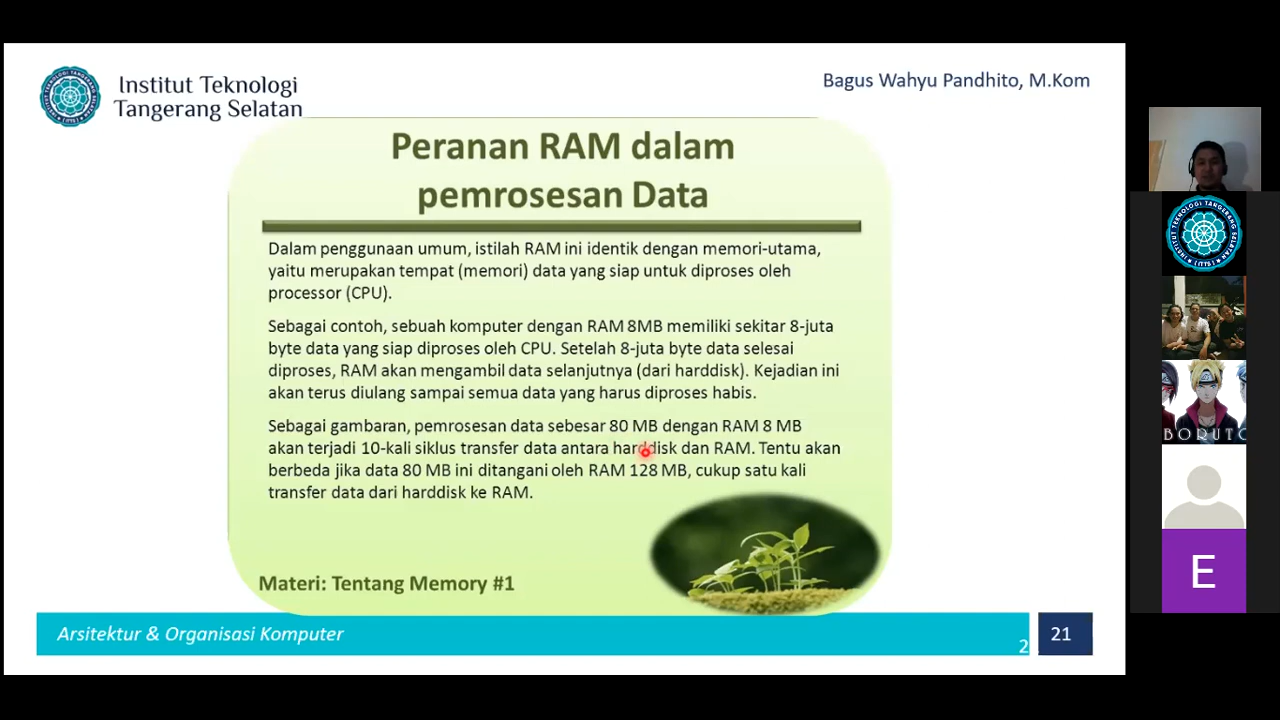 Institut Teknologi
Tangerang Selatan
Bagus Wahyu Pandhito, M.Kom
Peranan RAM dalam
pemrosesan Data
Dalam penggunaan umum, istilah RAM ini identik dengan memori-utama,
yaitu merupakan tempat (memori) data yang siap untuk diproses oleh
processor (CPU).
Sebagai contoh, sebuah komputer dengan RAM 8MB memiliki sekitar 8-juta
byte data yang siap diproses oleh CPU. Setelah 8-juta byte data selesai
diproses, RAM akan mengambil data selanjutnya (dari harddisk). Kejadian ini
akan terus diulang sampai semua data yang harus diproses habis.
Sebagai gambaran, pemrosesan data sebesar 80 MB dengan RAM 8 MB
akan terjadi 10-kali siklus transfer data antara harddisk dan RAM. Tentu akan
berbeda jika data 80 MB ini ditangani oleh RAM 128 MB, cukup satu kali
transfer data dari harddisk ke RAM.
Materi: Tentang Memory #1
Arsitektur & Organisasi Komputer
2
21
INSTITUT TEKNOLOGI TANGERANG SELATAN
BORUTO
E